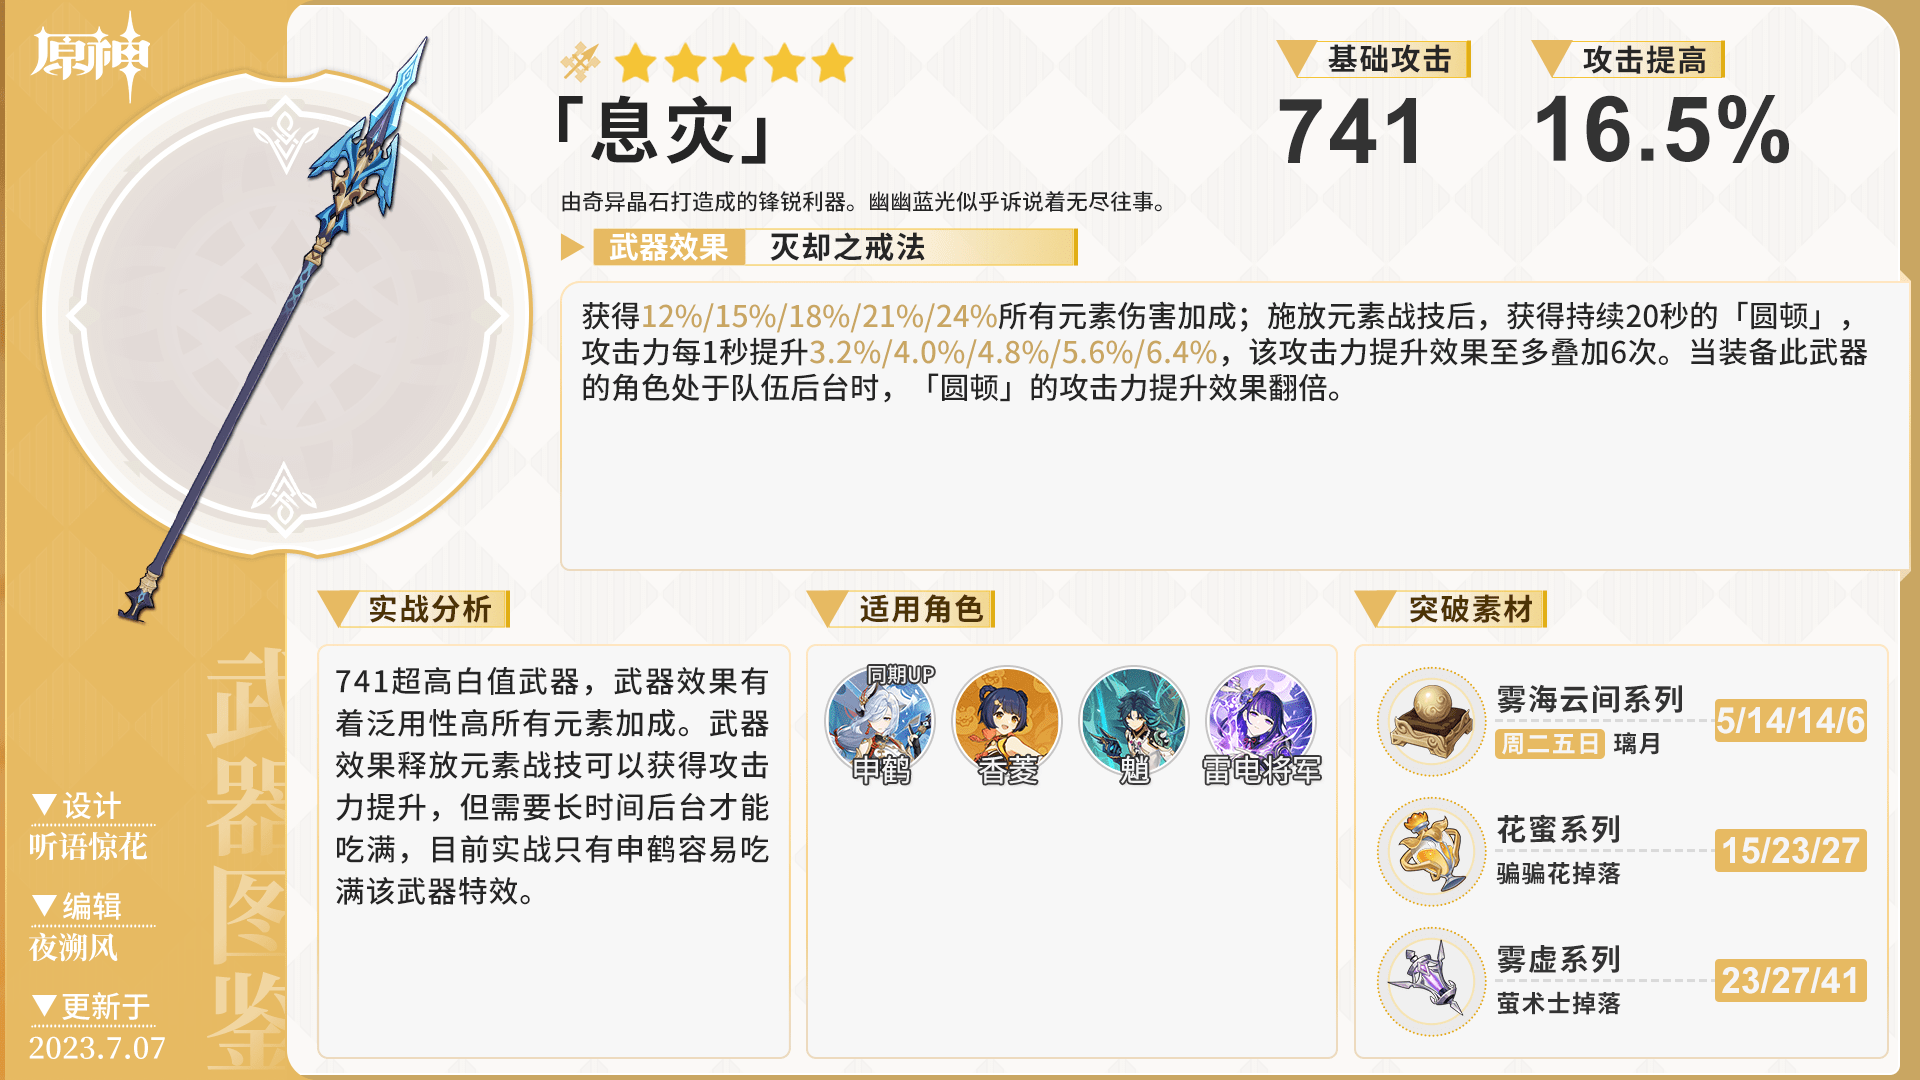 原神
「息灾」
基础攻击
741
攻击提高
16.5%
由奇异晶石打造成的锋锐利器。幽幽蓝光似乎诉说着无尽往事。
武器效果 灭却之戒法
获得12%/15%/18%/21%/24%所有元素伤害加成；施放元素战技后，获得持续20秒的「圆顿」，
攻击力每1秒提升3.2%/4.0%/4.8%/5.6%/6.4%，该攻击力提升效果至多叠加6次。当装备此武器
的角色处于队伍后台时，「圆顿」的攻击力提升效果翻倍。
实战分析
741超高白值武器，武器效果有
着泛用性高所有元素加成。武器
效果释放元素战技可以获得攻击
力提升，但需要长时间后台才能
吃满，目前实战只有申鹤容易吃
满该武器特效。
适用角色
同期UP
申鹤
香菱
魈
雷电将军
突破素材
雾海云间系列
周二五日 璃月
5/14/14/6
花蜜系列
骗骗花掉落
15/23/27
雾虚系列
萤术士掉落
23/27/41
武器图鉴
▼设计
听语惊花
▼编辑
夜溯风
▼更新于
2023.7.07